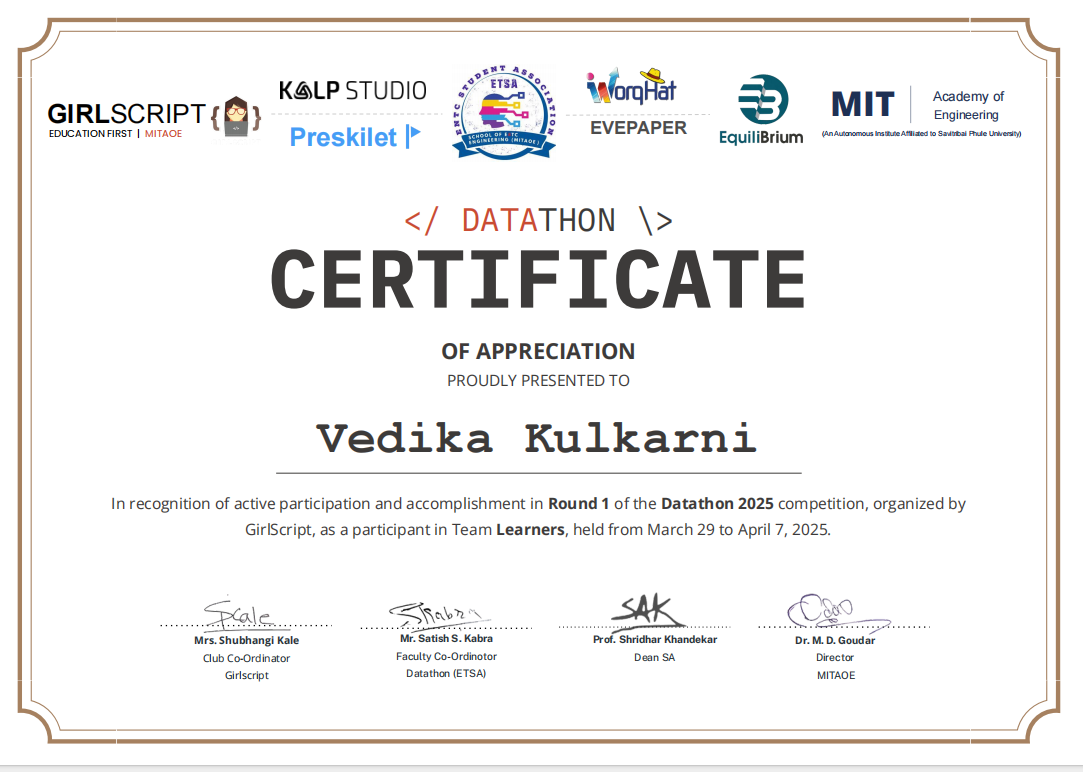 GIRLSCRIPT
EDUCATION FIRST | MITAOE
KALP STUDIO
Preskilet
ENTC STUDENT ASSOCIATION
ETSA
SCHOOL OF E&TC
ENGINEERING (MITAOE)
WorqHat
EVEPAPER
EquiliBrium
MIT
Academy of
Engineering
(An Autonomous Institute Affiliated to Savitribai Phule University)
</ DATATHON \>
CERTIFICATE
OF APPRECIATION
PROUDLY PRESENTED TO
Vedika Kulkarni
In recognition of active participation and accomplishment in Round 1 of the Datathon 2025 competition, organized by
GirlScript, as a participant in Team Learners, held from March 29 to April 7, 2025.
Mrs. Shubhangi Kale
Club Co-Ordinator
Girlscript
Mr. Satish S. Kabra
Faculty Co-Ordinotor
Datathon (ETSA)
SAK
Prof. Shridhar Khandekar
Dean SA
Dr. M. D. Goudar
Director
MITAOE